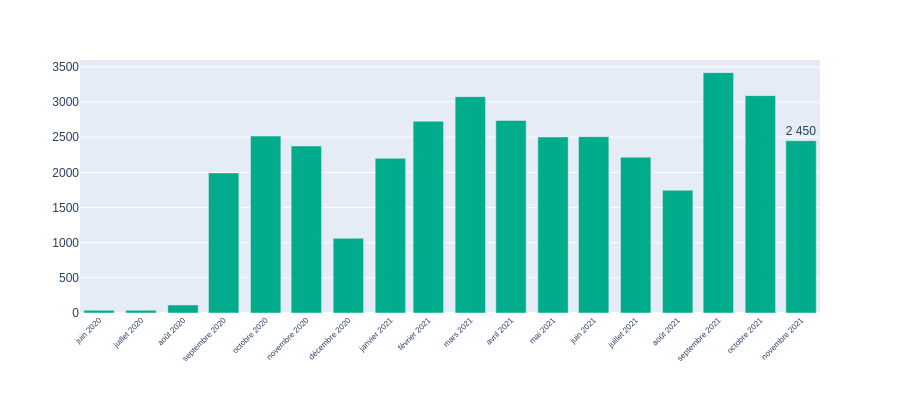 3500
3000
2500
2000
1500
1000
500
0
2 450
juin 2020
juillet 2020
août 2020
septembre 2020
octobre 2020
novembre 2020
décembre 2020
janvier 2021
février 2021
mars 2021
avril 2021
mai 2021
juin 2021
juillet 2021
août 2021
septembre 2021
octobre 2021
novembre 2021